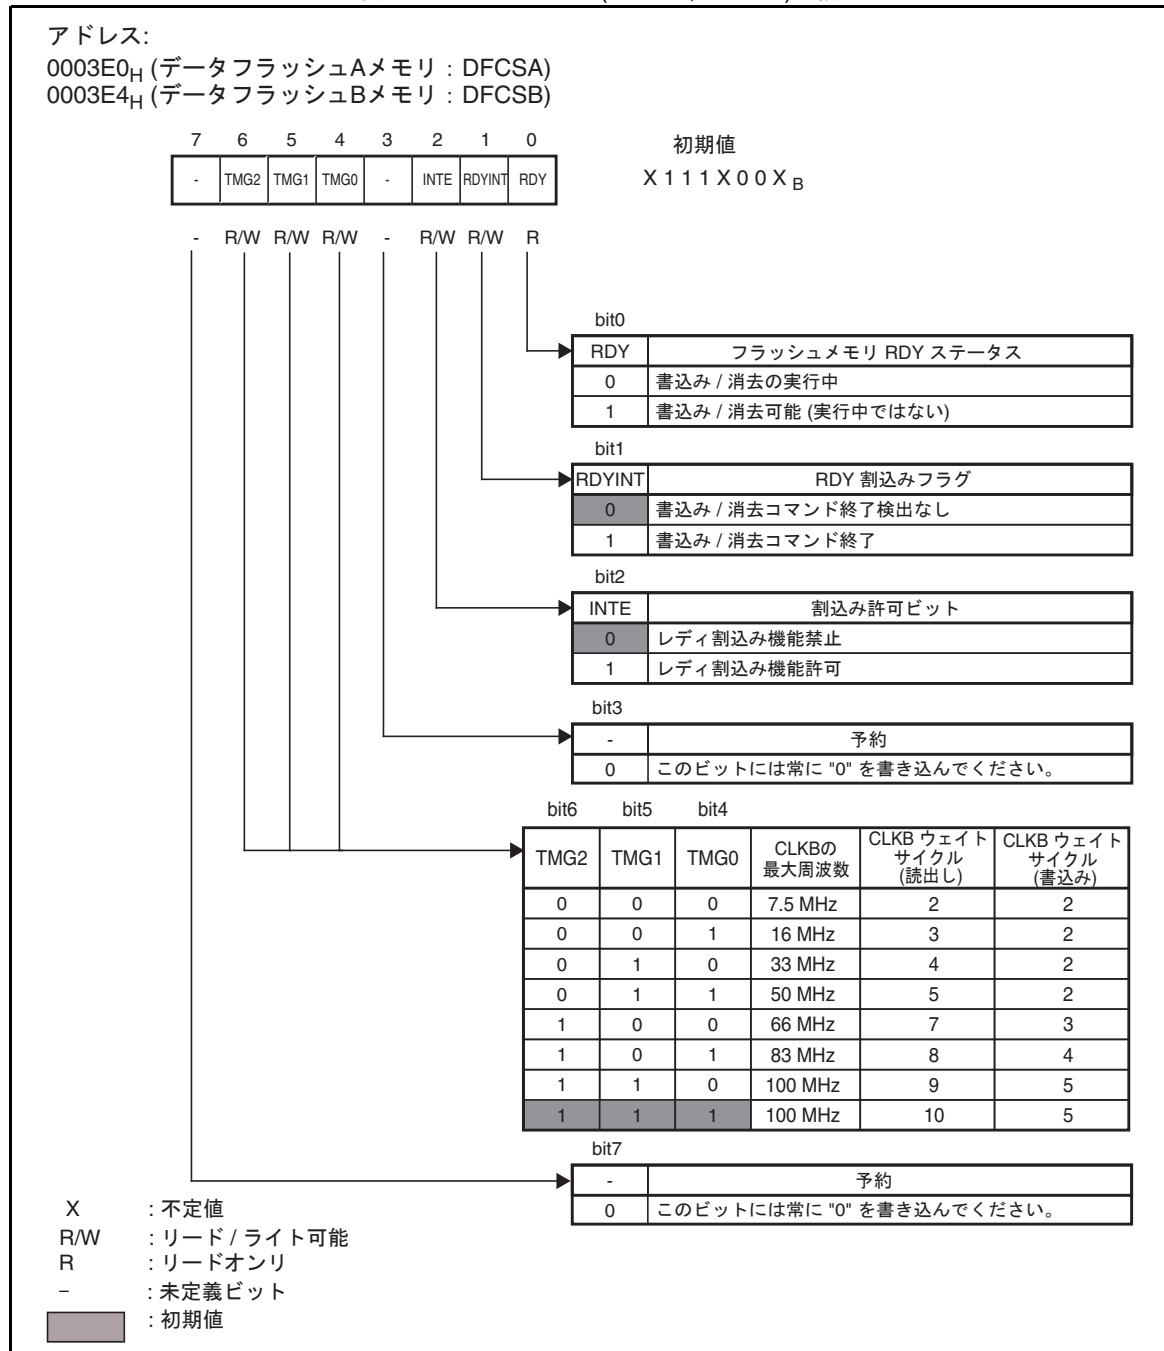 アドレス:
0003E0H (データフラッシュAメモリ : DFCSA)
0003E4H (データフラッシュBメモリ : DFCSB)
7 6 5 4 3 2 1 0
初期値
- TMG2 TMG1 TMG0 - INTE RDYINT RDY
X 1 1 1 X 0 0 X B
- R/W R/W R/W - R/W R/W R
bit0
RDY フラッシュメモリ RDY ステータス
0 書込み / 消去の実行中
1 書込み / 消去可能 (実行中ではない)
bit1
RDYINT RDY 割込みフラグ
0 書込み / 消去コマンド終了検出なし
1 書込み / 消去コマンド終了
bit2
INTE 割込み許可ビット
0 レディ割込み機能禁止
1 レディ割込み機能許可
bit3
- 予約
0 このビットには常に "0" を書き込んでください。
bit6 bit5 bit4
TMG2 TMG1 TMG0 CLKBの最大周波数 CLKB ウェイトサイクル(読出し) CLKB ウェイトサイクル(書込み)
0 0 0 7.5 MHz 2 2
0 0 1 16 MHz 3 2
0 1 0 33 MHz 4 2
0 1 1 50 MHz 5 2
1 0 0 66 MHz 7 3
1 0 1 83 MHz 8 4
1 1 0 100 MHz 9 5
1 1 1 100 MHz 10 5
bit7
- 予約
0 このビットには常に "0" を書き込んでください。
X : 不定値
R/W : リード / ライト可能
R : リードオンリ
− : 未定義ビット
: 初期値